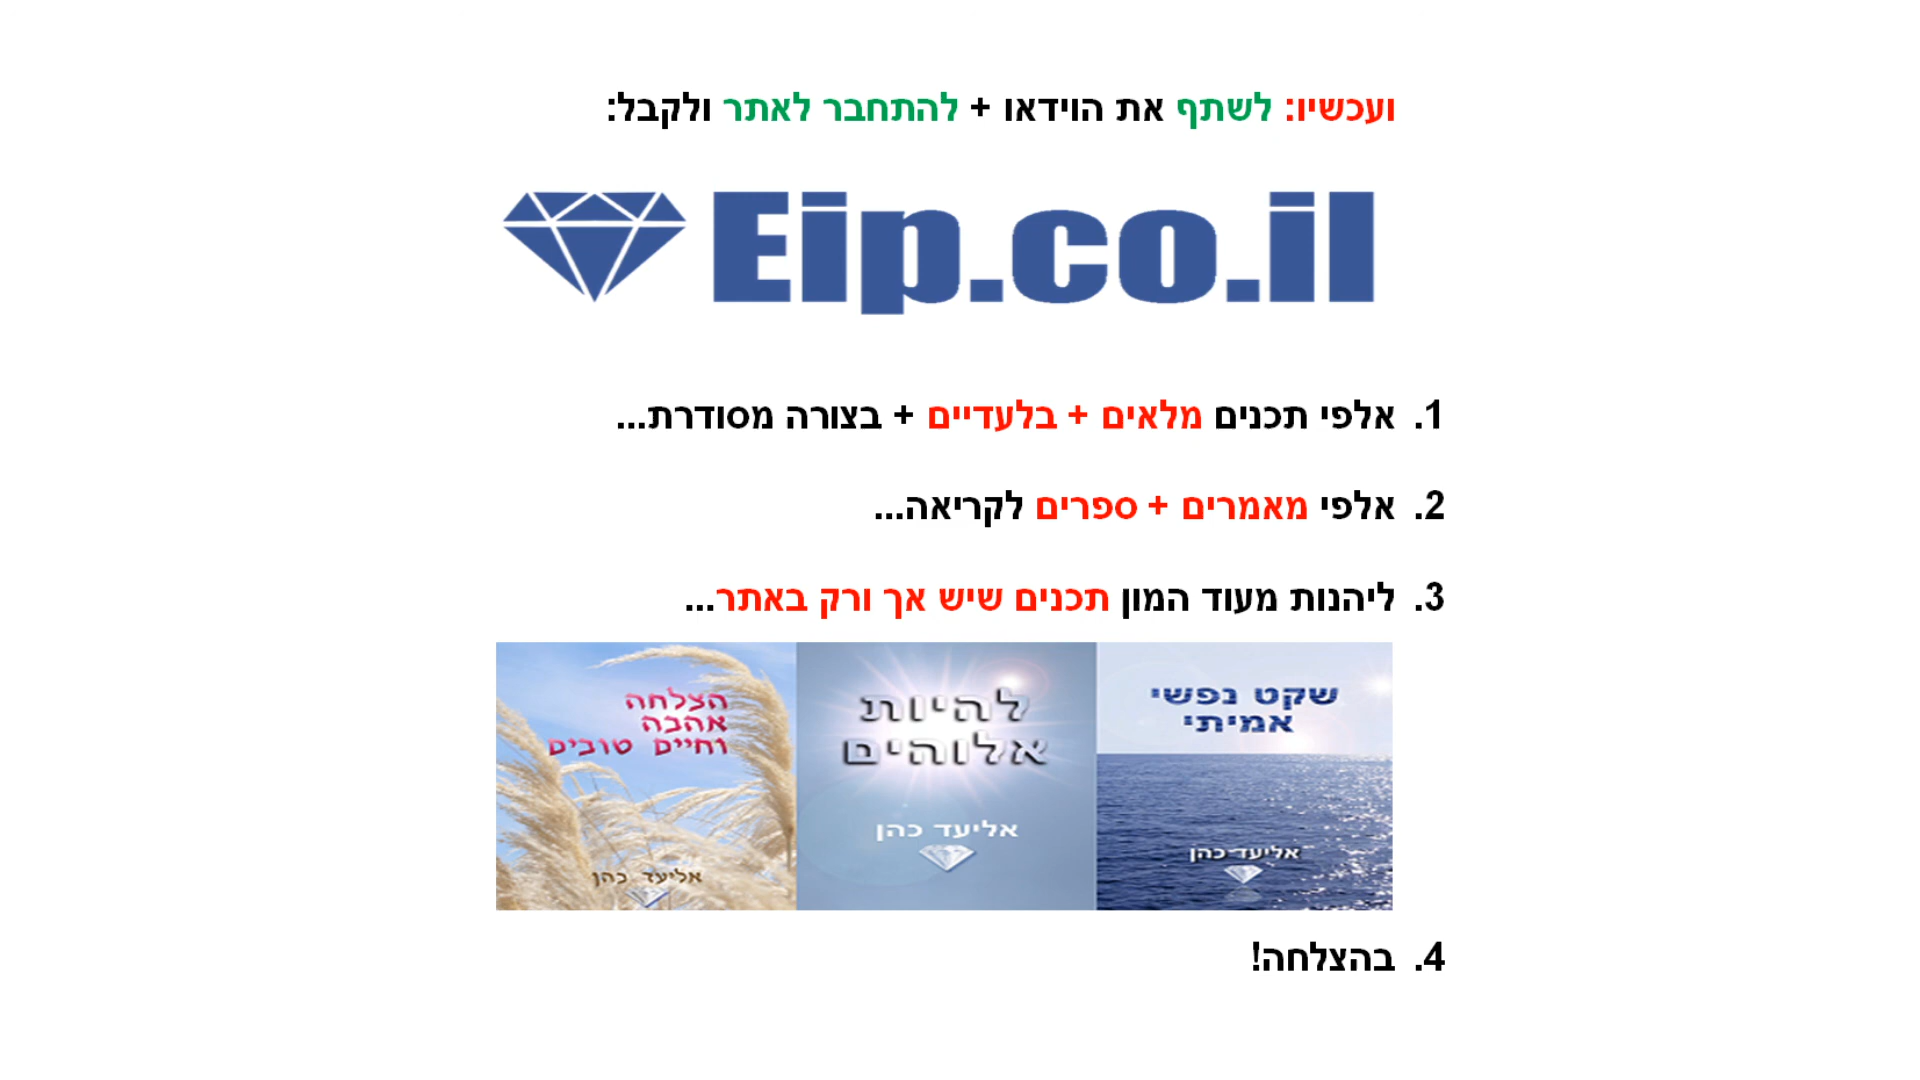 ועכשיו: לשתף את הוידאו + להתחבר לאתר ולקבל:
Eip.co.il
1. אלפי תכנים מלאים + בלעדיים + בצורה מסודרת...
2. אלפי מאמרים + ספרים לקריאה...
3. ליהנות מעוד המון תכנים שיש אך ורק באתר...
שקט נפשי
אמיתי
אליעד כהן
להיות
אלוהים
אליעד כהן
הצלחה
אהבה
וחיים טובים
אליעד כהן
4. בהצלחה!